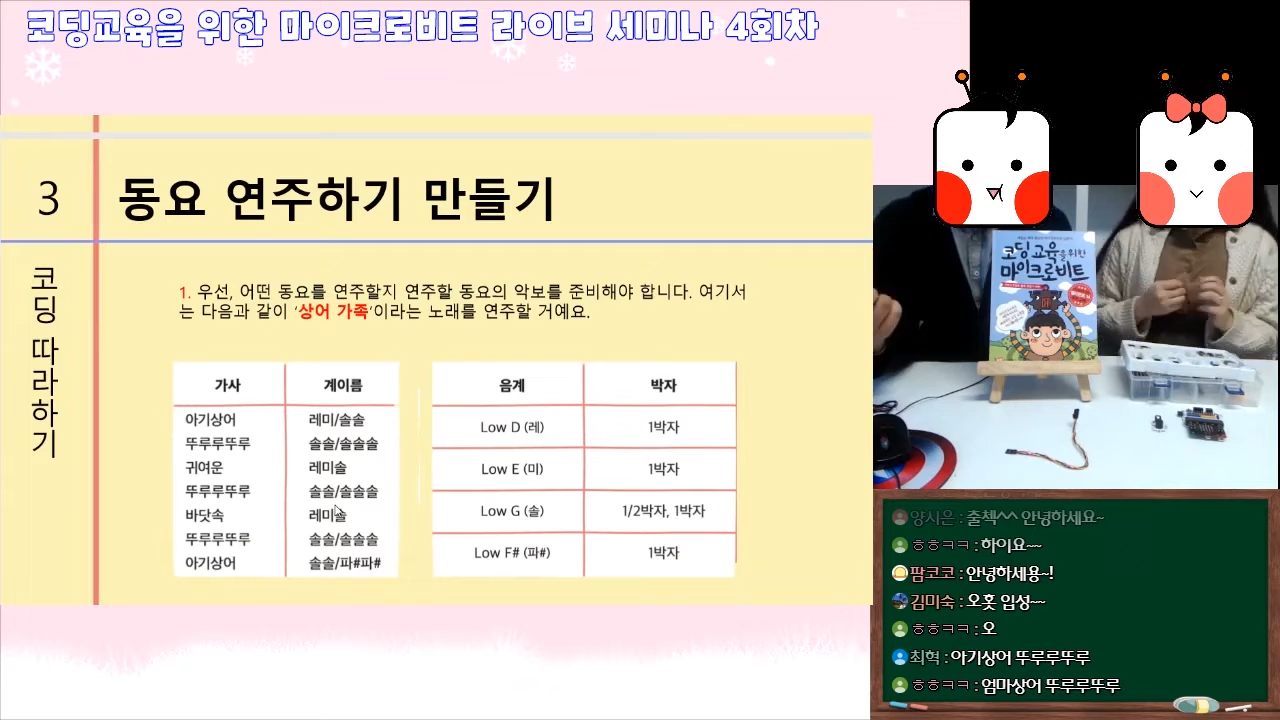 코딩교육을 위한 마이크로비트 라이브 세미나 4회차
3
동요 연주하기 만들기
코딩 따라하기
1. 우선, 어떤 동요를 연주할지 연주할 동요의 악보를 준비해야 합니다. 여기서
는 다음과 같이 '상어 가족'이라는 노래를 연주할 거예요.
가사 계이름
아기상어 레미/솔솔
뚜루루뚜루 솔솔/솔솔솔
귀여운 레미솔
뚜루루뚜루 솔솔/솔솔솔
바닷속 레미솔
뚜루루뚜루 솔솔/솔솔솔
아기상어 솔솔/파#파#
음계 박자
Low D (레) 1박자
Low E (미) 1박자
Low G (솔) 1/2박자, 1박자
Low F# (파#) 1박자
코딩교육을위한
마이크로비트
양시은 : 출첵^^ 안녕하세요~
ㅎㅎㅋㅋ : 하이요~~
팜코코 : 안녕하세용~!
김미숙 : 오홋 입성~~
ㅎㅎㅋㅋ : 오
최혁 : 아기상어 뚜루루뚜루
ㅎㅎㅋㅋ : 엄마상어 뚜루루뚜루